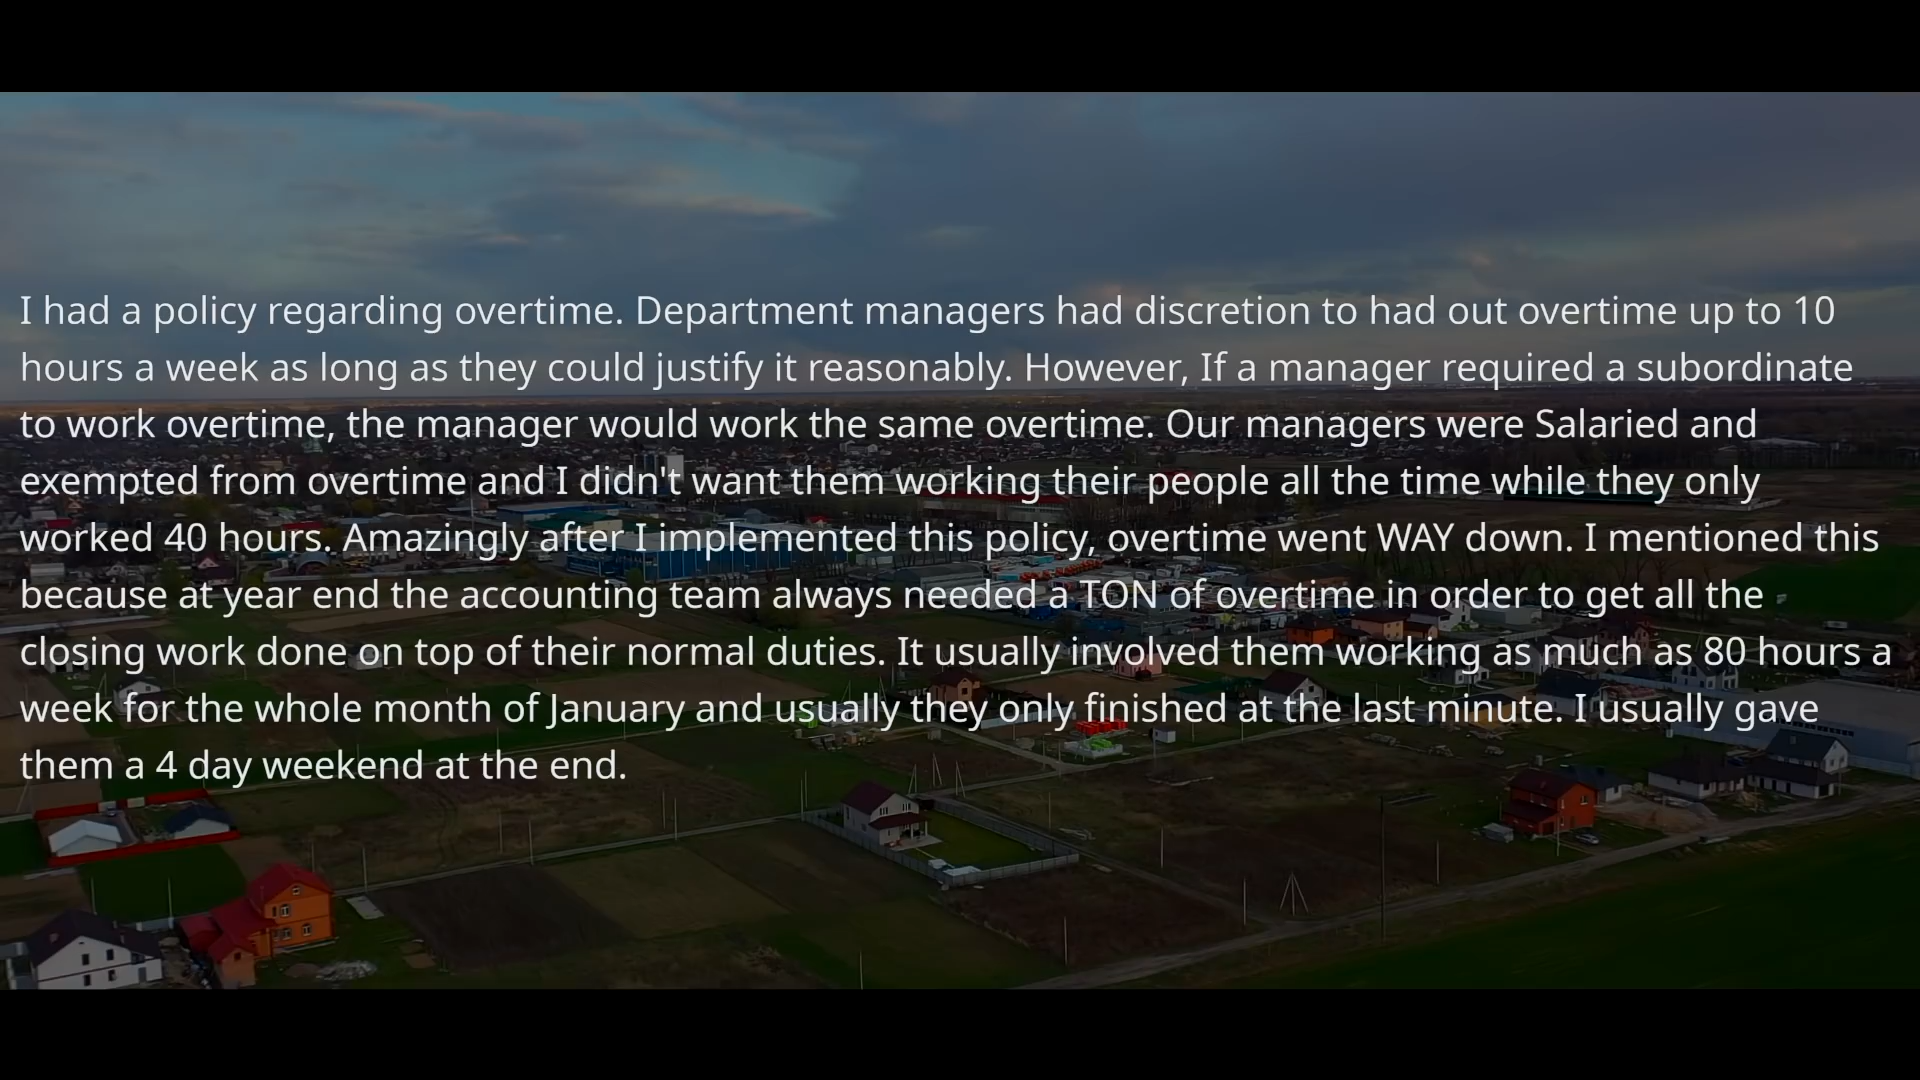 I had a policy regarding overtime. Department managers had discretion to had out overtime up to 10
hours a week as long as they could justify it reasonably. However, If a manager required a subordinate
to work overtime, the manager would work the same overtime. Our managers were Salaried and
exempted from overtime and I didn't want them working their people all the time while they only
worked 40 hours. Amazingly after I implemented this policy, overtime went WAY down. I mentioned this
because at year end the accounting team always needed a TON of overtime in order to get all the
closing work done on top of their normal duties. It usually involved them working as much as 80 hours a
week for the whole month of January and usually they only finished at the last minute. I usually gave
them a 4 day weekend at the end.